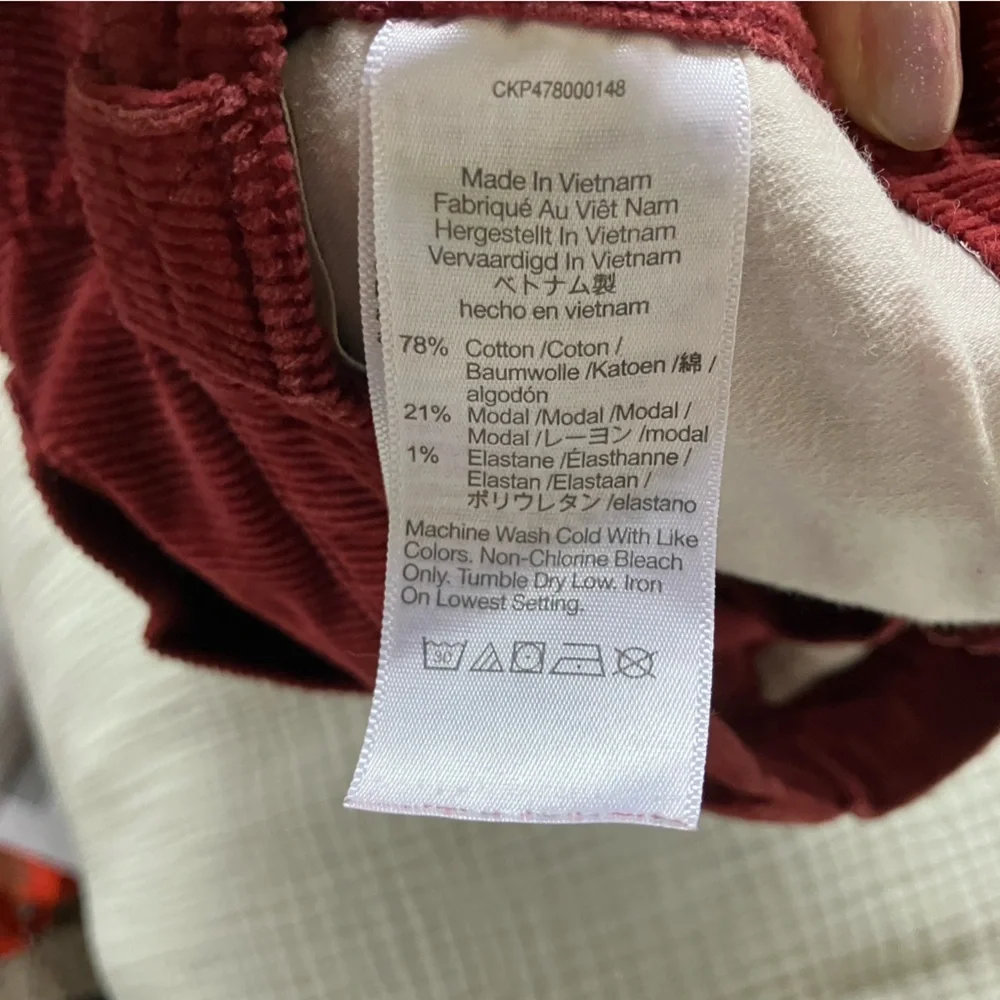 CKP478000148
Made In Vietnam
Fabriqué Au Viêt Nam
Hergestellt In Vietnam
Vervaardigd In Vietnam
ベトナム製
hecho en vietnam
78% Cotton /Coton /
Baumwolle /Katoen /綿 /
algodón
21% Modal /Modal /Modal /
Modal /レーヨン /modal
1% Elastane /Élasthanne /
Elastan /Elastaan /
ポリウレタン /elastano
Machine Wash Cold With Like
Colors. Non-Chlorine Bleach
Only. Tumble Dry Low. Iron
On Lowest Setting.
30°